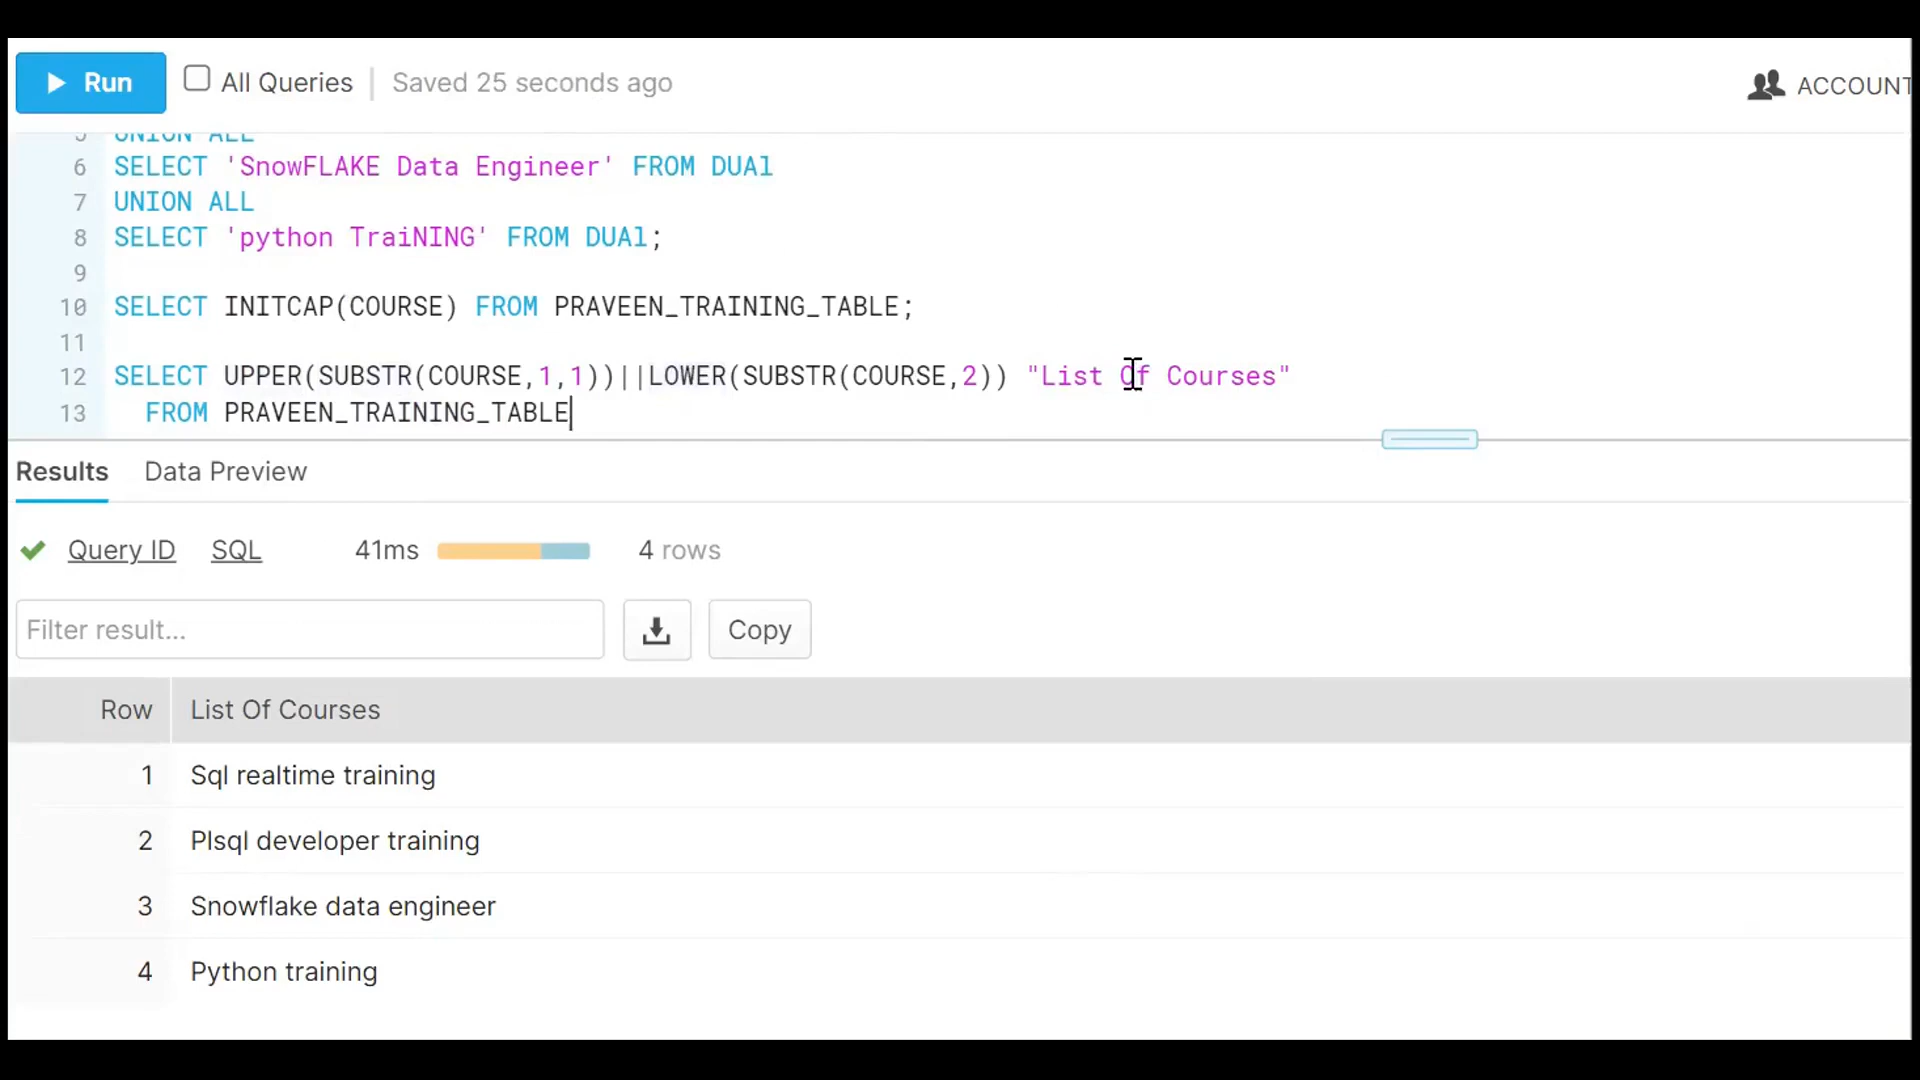 Run All Queries Saved 25 seconds ago ACCOUNT
5 UNION ALL
6 SELECT 'SnowFLAKE Data Engineer' FROM DUAl
7 UNION ALL
8 SELECT 'python TraiNING' FROM DUAl;
9
10 SELECT INITCAP(COURSE) FROM PRAVEEN_TRAINING_TABLE;
11
12 SELECT UPPER(SUBSTR(COURSE,1,1))||LOWER(SUBSTR(COURSE,2)) "List Of Courses"
13 FROM PRAVEEN_TRAINING_TABLE
Results Data Preview
Query ID SQL 41ms 4 rows
Filter result... Copy
Row List Of Courses
1 Sql realtime training
2 Plsql developer training
3 Snowflake data engineer
4 Python training